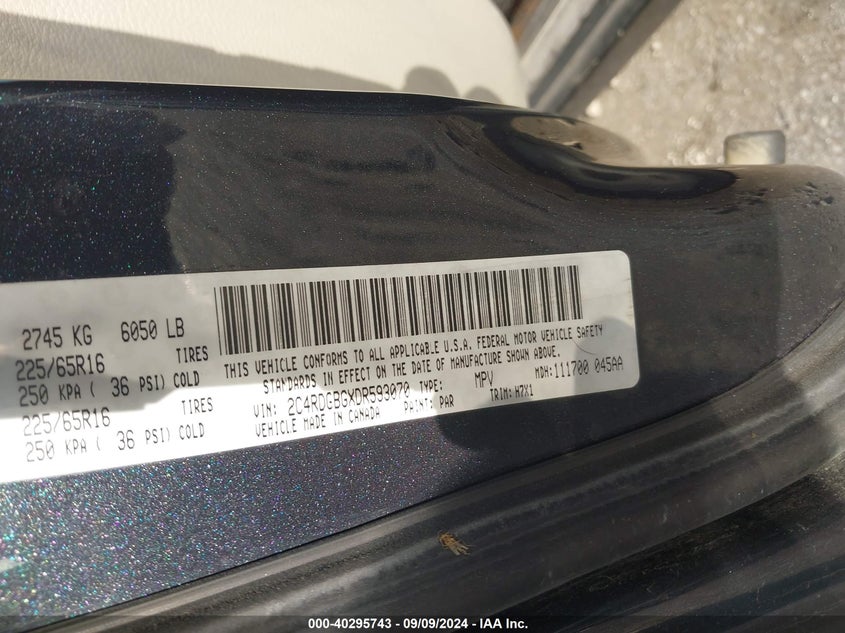 2745 KG 6050 LB
225/65R16 TIRES
250 KPA ( 36 PSI) COLD
225/65R16 TIRES
250 KPA ( 36 PSI) COLD
THIS VEHICLE CONFORMS TO ALL APPLICABLE U.S.A. FEDERAL MOTOR VEHICLE SAFETY
STANDARDS IN EFFECT ON THE DATE OF MANUFACTURE SHOWN ABOVE.
VIN: 2C4RDGBGXDR593070 TYPE: MPV MDH: 111700 045AA
VEHICLE MADE IN CANADA PAINT: PAR TRIM: H7X1
000-40295743 - 09/09/2024 - IAA Inc.